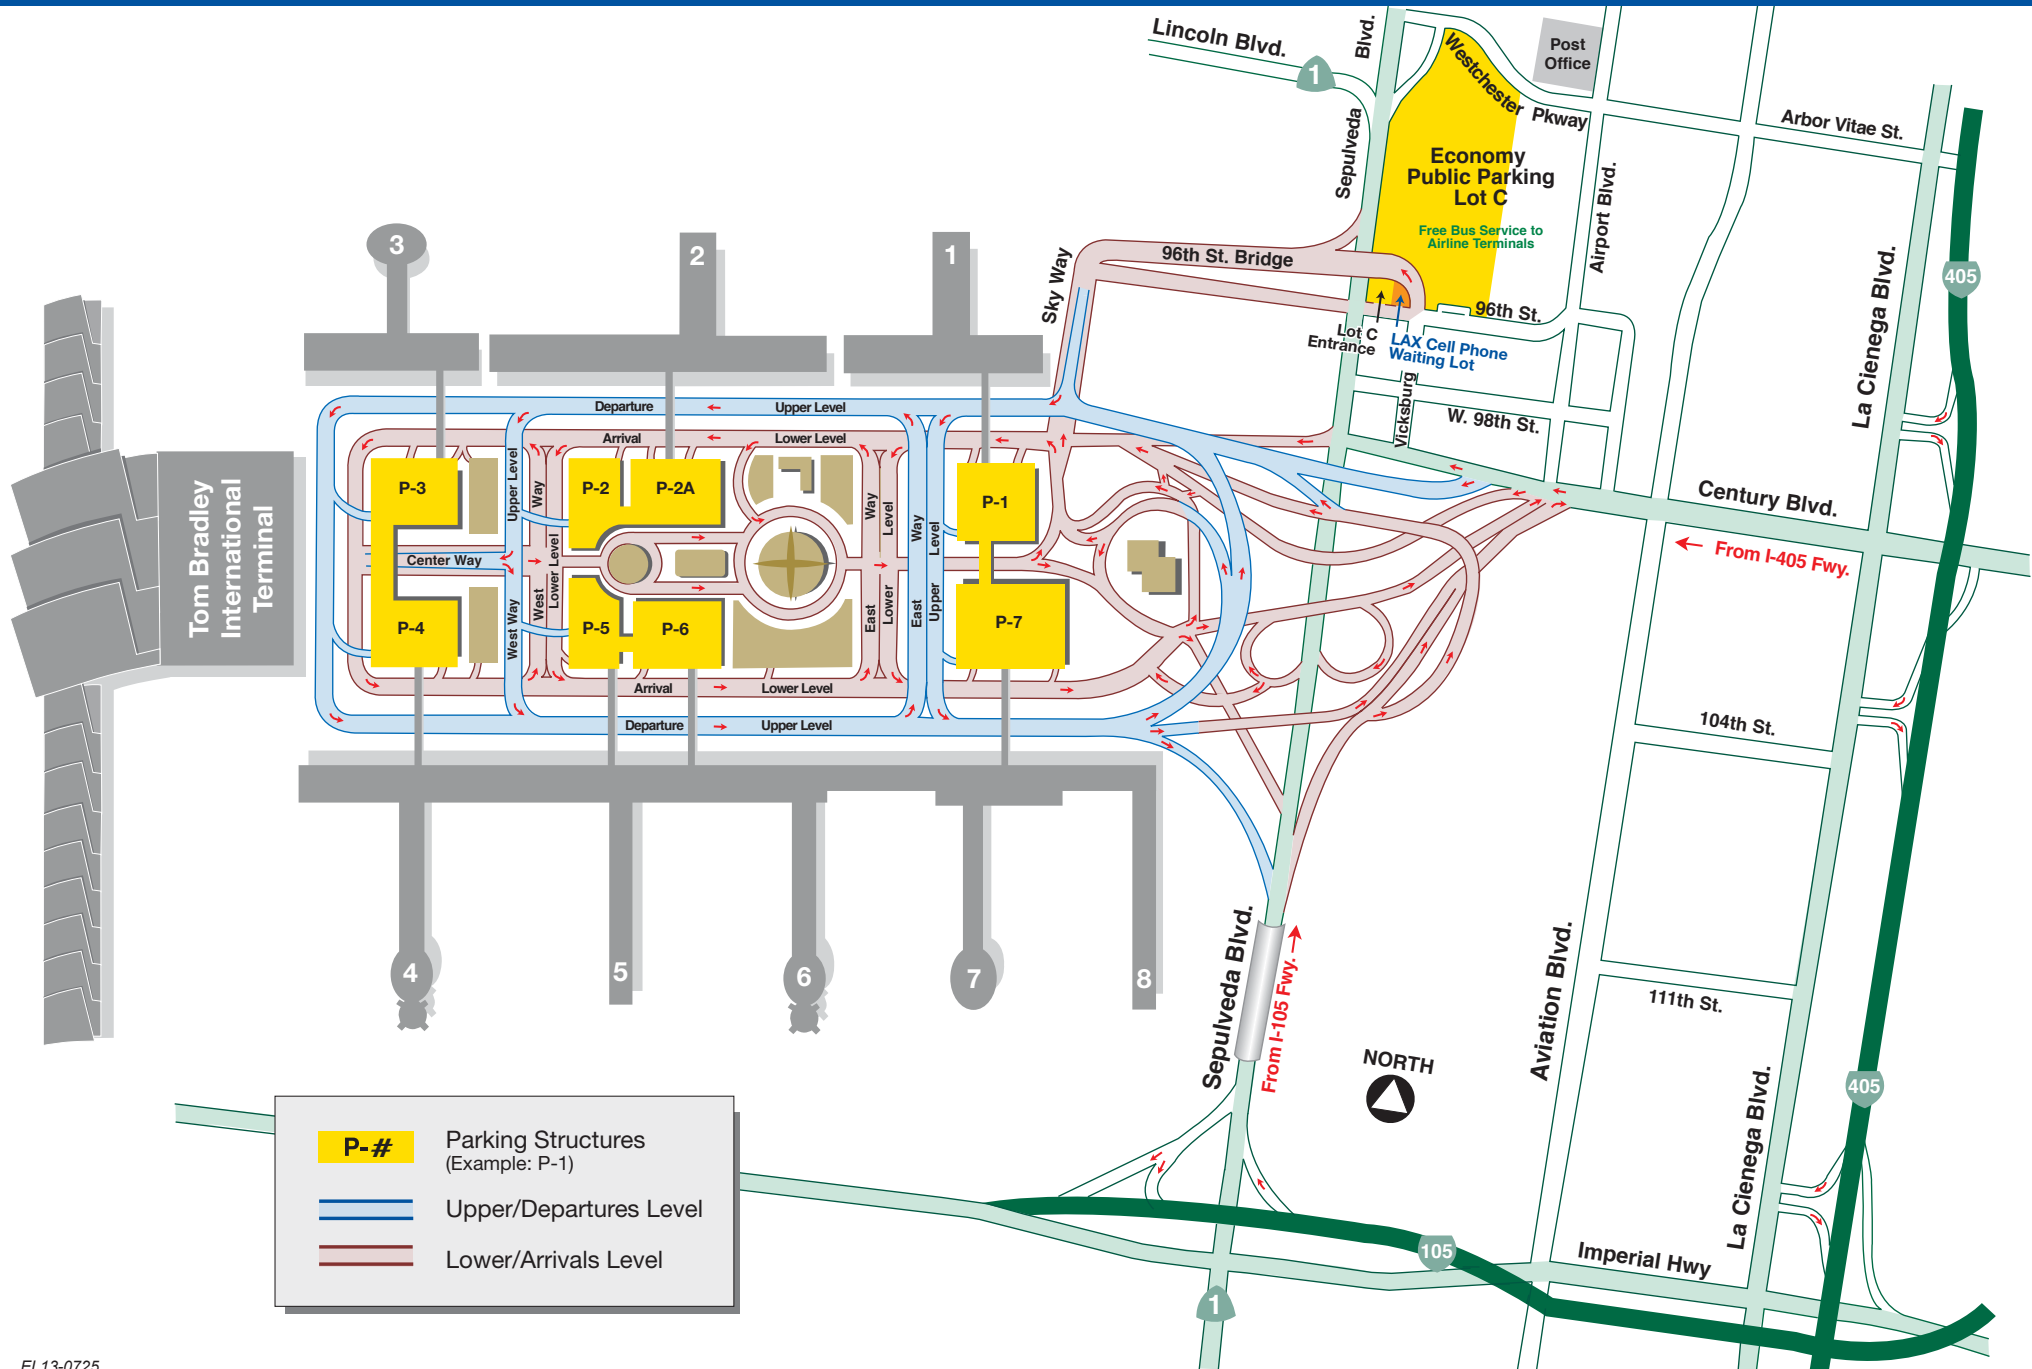 Lincoln Blvd.
1
Blvd.
Sepulveda
Westchester Pkway
Post
Office
Arbor Vitae St.
Economy
Public Parking
Lot C
Free Bus Service to
Airline Terminals
Airport Blvd.
405
La Cienega Blvd.
3
2
1
Sky Way
96th St. Bridge
96th St.
Lot C
Entrance
LAX Cell Phone
Waiting Lot
Vicksburg
W. 98th St.
Century Blvd.
From I-405 Fwy.
Departure
Upper Level
Arrival
Lower Level
Tom Bradley
International
Terminal
P-3
P-2
P-2A
P-1
Upper Level
Way
Way
Level
Way
Level
Center Way
Lower Level
West
West Way
East
Lower
East
Upper
P-4
P-5
P-6
P-7
Arrival
Lower Level
Departure
Upper Level
104th St.
4
5
6
7
8
Sepulveda Blvd.
From I-105 Fwy.
Aviation Blvd.
111th St.
NORTH
405
La Cienega Blvd.
P-#
Parking Structures
(Example: P-1)
Upper/Departures Level
Lower/Arrivals Level
105
Imperial Hwy
1
EL13-0725